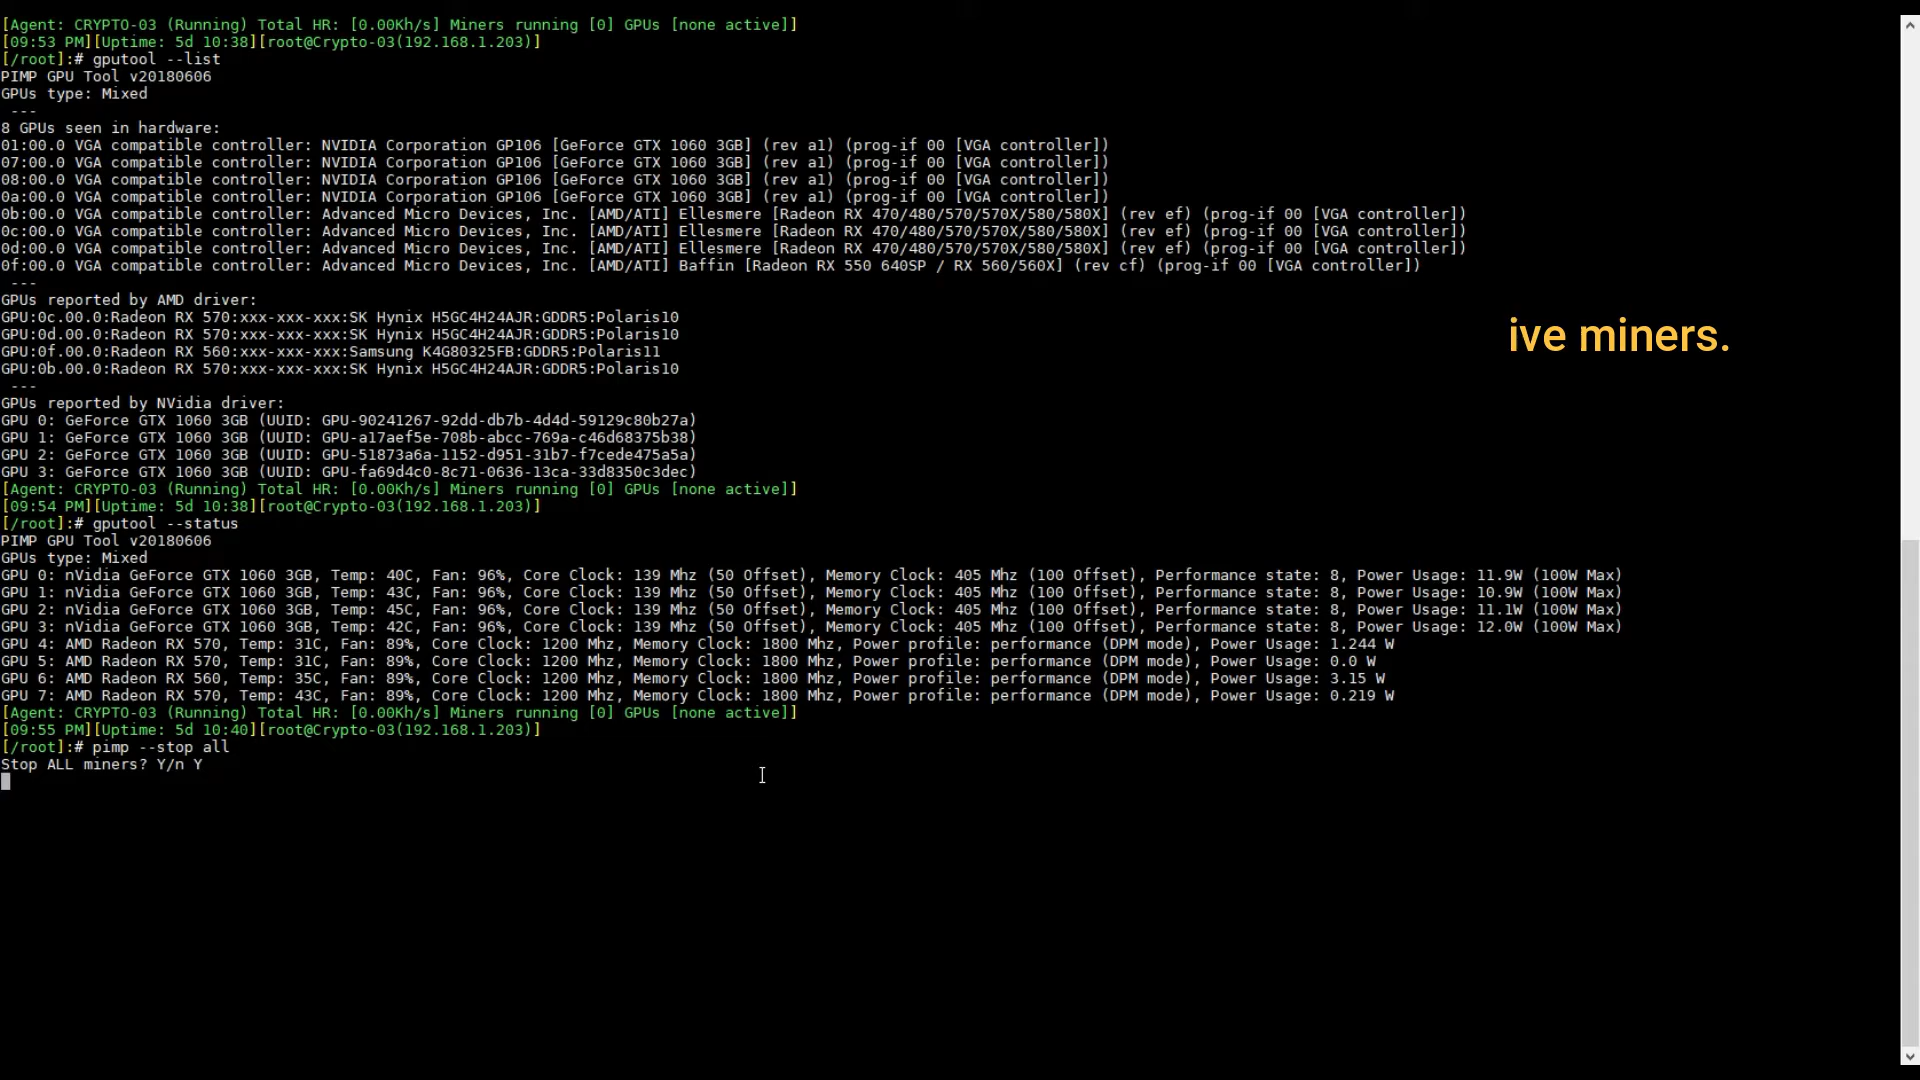 [Agent: CRYPTO-03 (Running) Total HR: [0.00Kh/s] Miners running [0] GPUs [none active]]
[09:53 PM][Uptime: 5d 10:38][root@Crypto-03(192.168.1.203)]
[/root]:# gputool --list
PIMP GPU Tool v20180606
GPUs type: Mixed
---
8 GPUs seen in hardware:
01:00.0 VGA compatible controller: NVIDIA Corporation GP106 [GeForce GTX 1060 3GB] (rev a1) (prog-if 00 [VGA controller])
07:00.0 VGA compatible controller: NVIDIA Corporation GP106 [GeForce GTX 1060 3GB] (rev a1) (prog-if 00 [VGA controller])
08:00.0 VGA compatible controller: NVIDIA Corporation GP106 [GeForce GTX 1060 3GB] (rev a1) (prog-if 00 [VGA controller])
0a:00.0 VGA compatible controller: NVIDIA Corporation GP106 [GeForce GTX 1060 3GB] (rev a1) (prog-if 00 [VGA controller])
0b:00.0 VGA compatible controller: Advanced Micro Devices, Inc. [AMD/ATI] Ellesmere [Radeon RX 470/480/570/570X/580/580X] (rev ef) (prog-if 00 [VGA controller])
0c:00.0 VGA compatible controller: Advanced Micro Devices, Inc. [AMD/ATI] Ellesmere [Radeon RX 470/480/570/570X/580/580X] (rev ef) (prog-if 00 [VGA controller])
0d:00.0 VGA compatible controller: Advanced Micro Devices, Inc. [AMD/ATI] Ellesmere [Radeon RX 470/480/570/570X/580/580X] (rev ef) (prog-if 00 [VGA controller])
0f:00.0 VGA compatible controller: Advanced Micro Devices, Inc. [AMD/ATI] Baffin [Radeon RX 550 640SP / RX 560/560X] (rev cf) (prog-if 00 [VGA controller])
---
GPUs reported by AMD driver:
GPU:0c.00.0:Radeon RX 570:xxx-xxx-xxx:SK Hynix H5GC4H24AJR:GDDR5:Polaris10
GPU:0d.00.0:Radeon RX 570:xxx-xxx-xxx:SK Hynix H5GC4H24AJR:GDDR5:Polaris10
GPU:0f.00.0:Radeon RX 560:xxx-xxx-xxx:Samsung K4G80325FB:GDDR5:Polaris11
GPU:0b.00.0:Radeon RX 570:xxx-xxx-xxx:SK Hynix H5GC4H24AJR:GDDR5:Polaris10
---
GPUs reported by NVidia driver:
GPU 0: GeForce GTX 1060 3GB (UUID: GPU-90241267-92dd-db7b-4d4d-59129c80b27a)
GPU 1: GeForce GTX 1060 3GB (UUID: GPU-a17aef5e-708b-abcc-769a-c46d68375b38)
GPU 2: GeForce GTX 1060 3GB (UUID: GPU-51873a6a-1152-d951-31b7-f7cede475a5a)
GPU 3: GeForce GTX 1060 3GB (UUID: GPU-fa69d4c0-8c71-0636-13ca-33d8350c3dec)
[Agent: CRYPTO-03 (Running) Total HR: [0.00Kh/s] Miners running [0] GPUs [none active]]
[09:54 PM][Uptime: 5d 10:38][root@Crypto-03(192.168.1.203)]
[/root]:# gputool --status
PIMP GPU Tool v20180606
GPUs type: Mixed
GPU 0: nVidia GeForce GTX 1060 3GB, Temp: 40C, Fan: 96%, Core Clock: 139 Mhz (50 Offset), Memory Clock: 405 Mhz (100 Offset), Performance state: 8, Power Usage: 11.9W (100W Max)
GPU 1: nVidia GeForce GTX 1060 3GB, Temp: 43C, Fan: 96%, Core Clock: 139 Mhz (50 Offset), Memory Clock: 405 Mhz (100 Offset), Performance state: 8, Power Usage: 10.9W (100W Max)
GPU 2: nVidia GeForce GTX 1060 3GB, Temp: 45C, Fan: 96%, Core Clock: 139 Mhz (50 Offset), Memory Clock: 405 Mhz (100 Offset), Performance state: 8, Power Usage: 11.1W (100W Max)
GPU 3: nVidia GeForce GTX 1060 3GB, Temp: 42C, Fan: 96%, Core Clock: 139 Mhz (50 Offset), Memory Clock: 405 Mhz (100 Offset), Performance state: 8, Power Usage: 12.0W (100W Max)
GPU 4: AMD Radeon RX 570, Temp: 31C, Fan: 89%, Core Clock: 1200 Mhz, Memory Clock: 1800 Mhz, Power profile: performance (DPM mode), Power Usage: 1.244 W
GPU 5: AMD Radeon RX 570, Temp: 31C, Fan: 89%, Core Clock: 1200 Mhz, Memory Clock: 1800 Mhz, Power profile: performance (DPM mode), Power Usage: 0.0 W
GPU 6: AMD Radeon RX 560, Temp: 35C, Fan: 89%, Core Clock: 1200 Mhz, Memory Clock: 1800 Mhz, Power profile: performance (DPM mode), Power Usage: 3.15 W
GPU 7: AMD Radeon RX 570, Temp: 43C, Fan: 89%, Core Clock: 1200 Mhz, Memory Clock: 1800 Mhz, Power profile: performance (DPM mode), Power Usage: 0.219 W
[Agent: CRYPTO-03 (Running) Total HR: [0.00Kh/s] Miners running [0] GPUs [none active]]
[09:55 PM][Uptime: 5d 10:40][root@Crypto-03(192.168.1.203)]
[/root]:# pimp --stop all
Stop ALL miners? Y/n Y
ive miners.